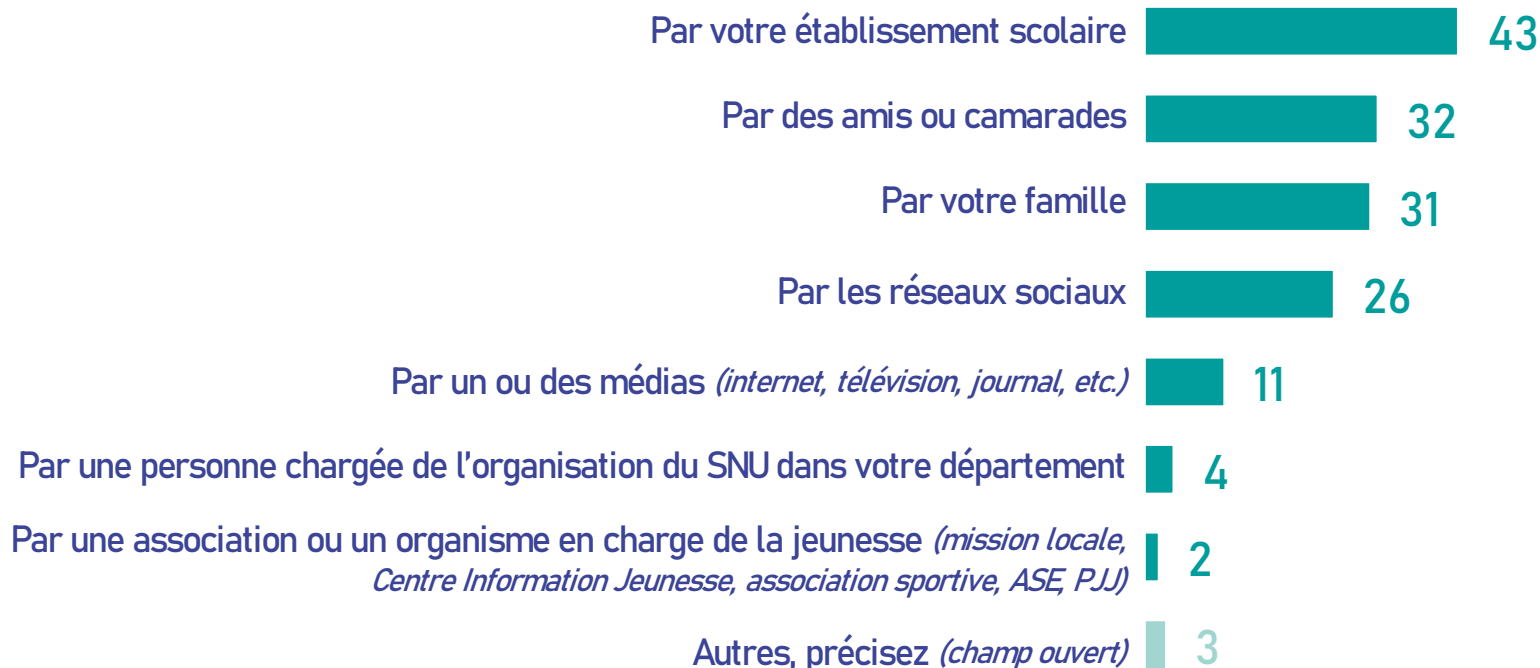 Par votre établissement scolaire 43
Par des amis ou camarades 32
Par votre famille 31
Par les réseaux sociaux 26
Par un ou des médias (internet, télévision, journal, etc.) 11
Par une personne chargée de l'organisation du SNU dans votre département 4
Par une association ou un organisme en charge de la jeunesse (mission locale,
Centre Information Jeunesse, association sportive, ASE, PJJ) 2
Autres, précisez (champ ouvert) 3